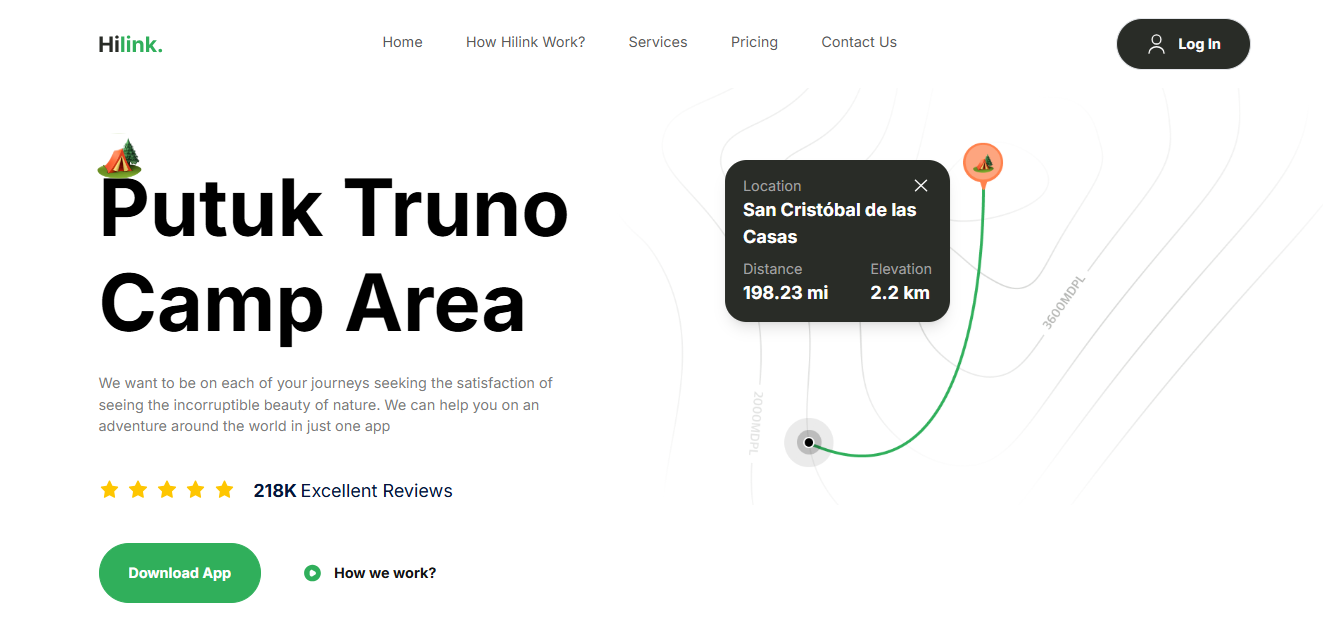 Hilink.
Home
How Hilink Work?
Services
Pricing
Contact Us
Log In
Putuk Truno
Camp Area
We want to be on each of your journeys seeking the satisfaction of
seeing the incorruptible beauty of nature. We can help you on an
adventure around the world in just one app
218K Excellent Reviews
Download App
How we work?
Location
San Cristóbal de las
Casas
Distance
Elevation
198.23 mi
2.2 km
3600MDPL
2000MDPL